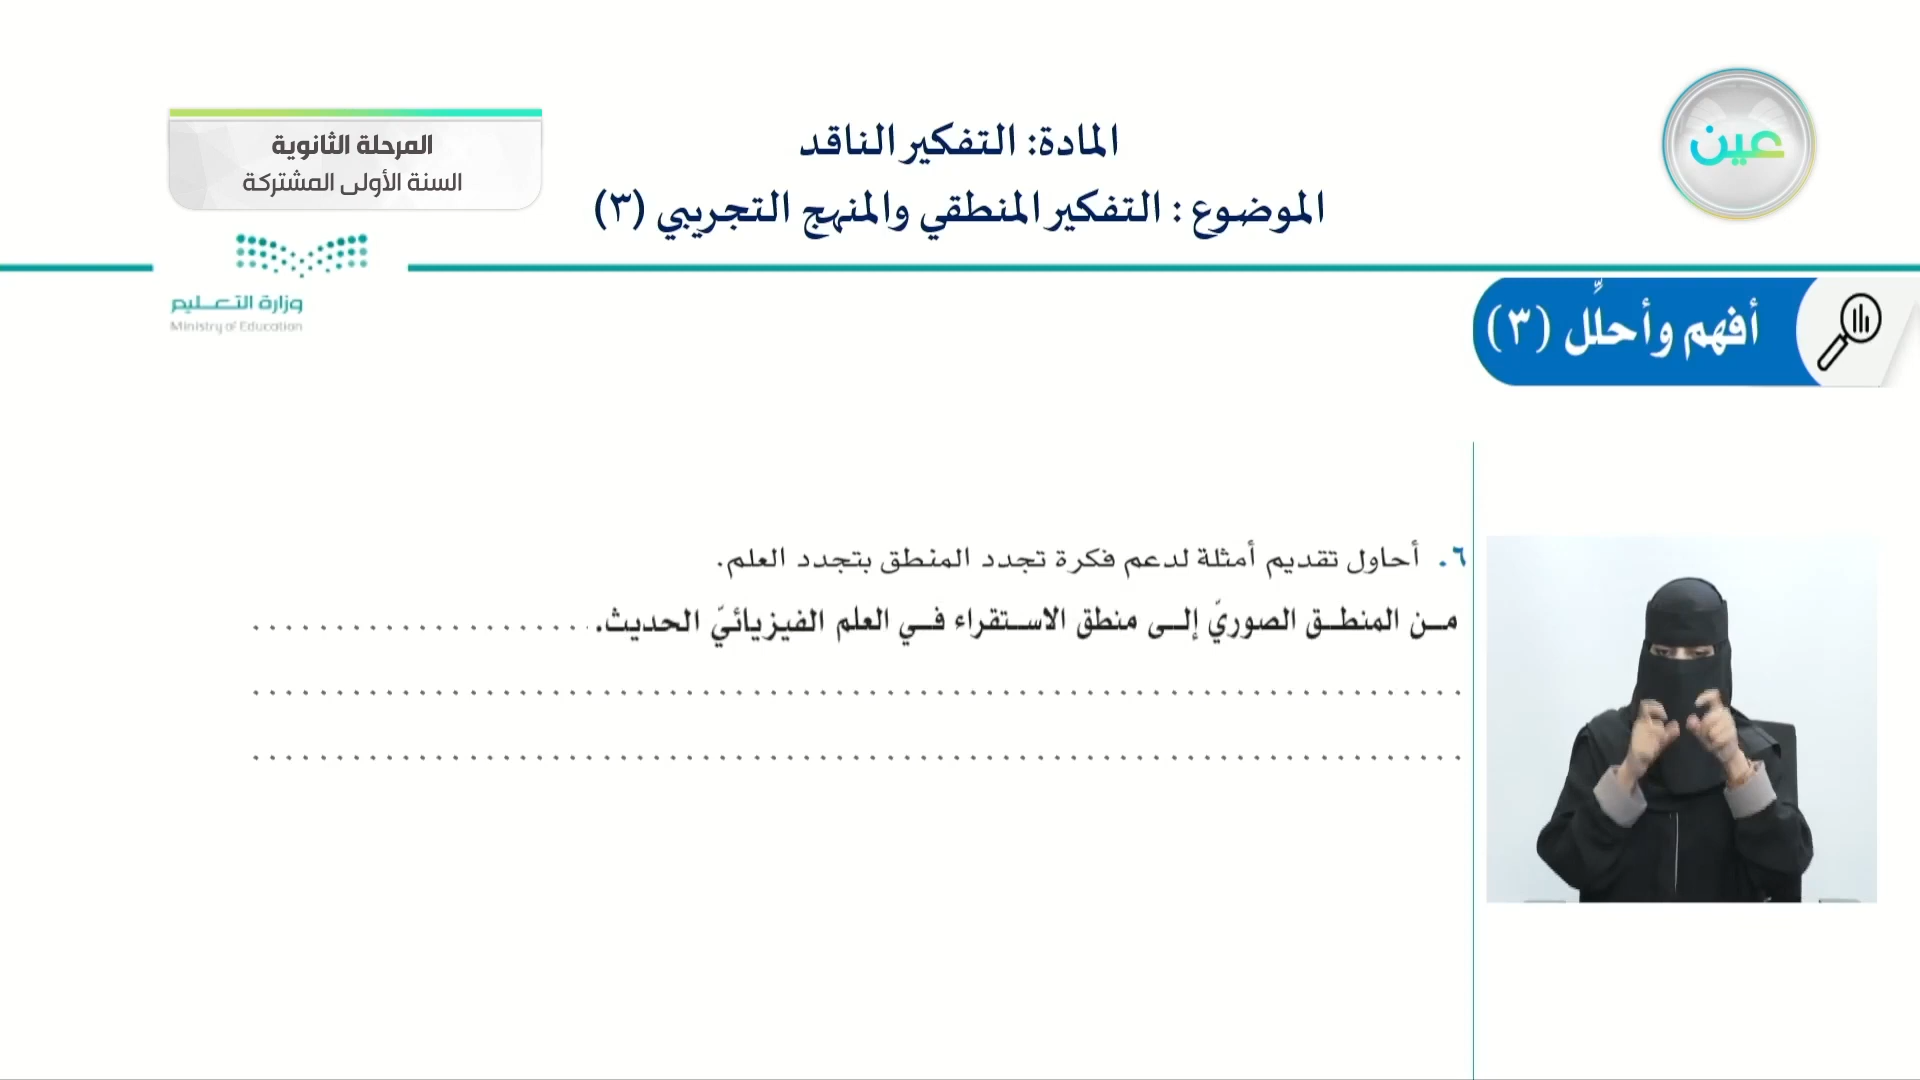 المرحلة الثانوية
السنة الأولى المشتركة
المادة: التفكير الناقد
الموضوع : التفكير المنطقي والمنهج التجريبي (٣)
عين
وزارة التعليم
Ministry of Education
أفهم وأحلِّل (٣)
٦. أحاول تقديم أمثلة لدعم فكرة تجدد المنطق بتجدد العلم.
من المنطق الصوريّ إلى منطق الاستقراء في العلم الفيزيائيّ الحديث.